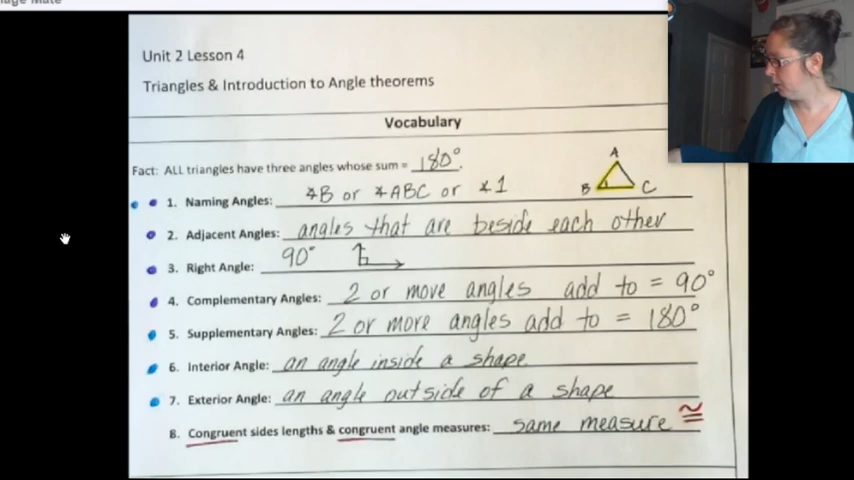 age Mate
Unit 2 Lesson 4
Triangles & Introduction to Angle theorems
Vocabulary
Fact: ALL triangles have three angles whose sum = 180°.
A
B
C
1. Naming Angles: ∡B or ∡ABC or ∡1
2. Adjacent Angles: angles that are beside each other
3. Right Angle: 90°
4. Complementary Angles: 2 or move angles add to = 90°
5. Supplementary Angles: 2 or more angles add to = 180°
6. Interior Angle: an angle inside a shape
7. Exterior Angle: an angle outside of a shape
8. Congruent sides lengths & congruent angle measures: same measure ≅